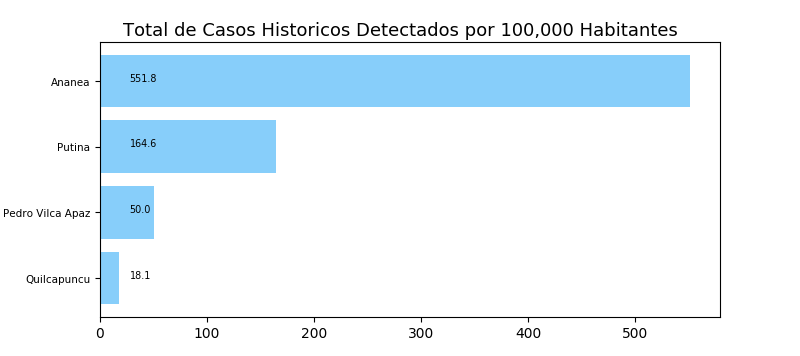 Total de Casos Historicos Detectados por 100,000 Habitantes
Ananea
551.8
Putina
164.6
Pedro Vilca Apaz
50.0
Quilcapuncu
18.1
0 100 200 300 400 500